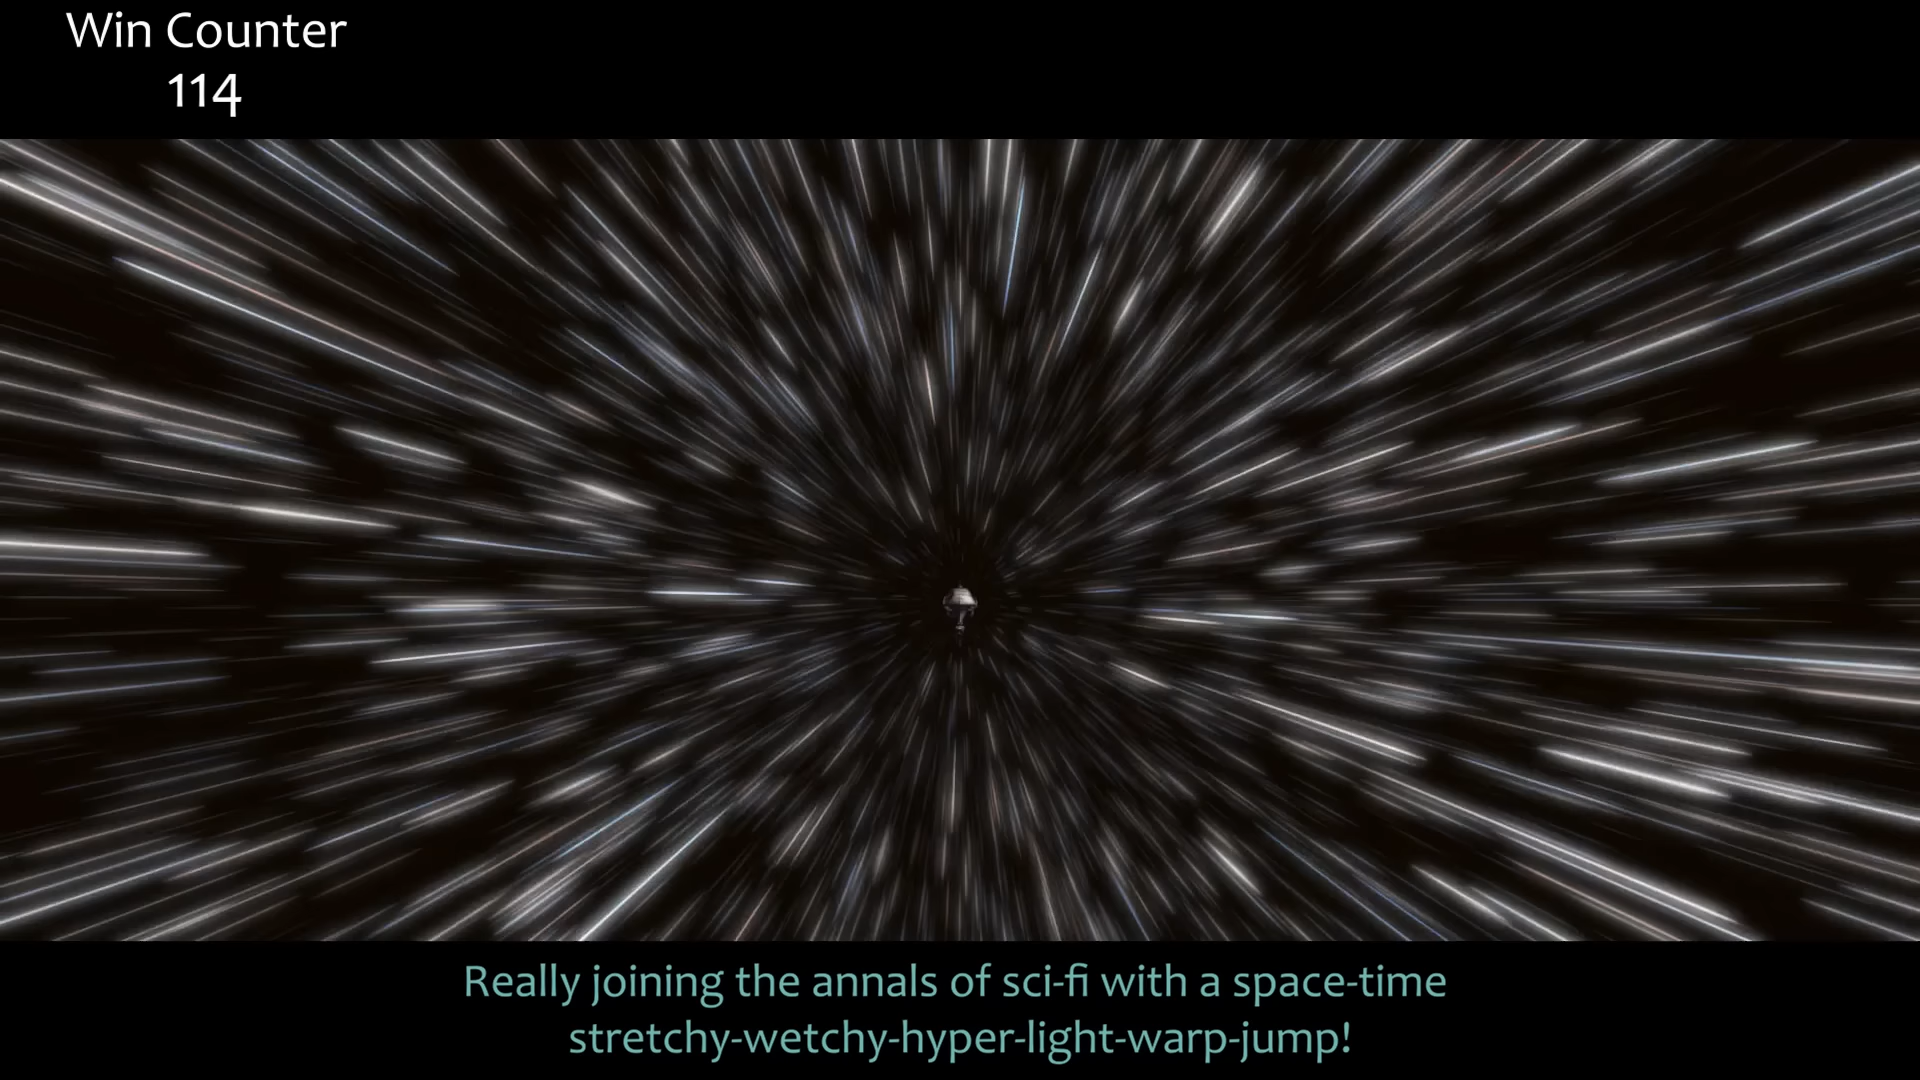 Win Counter
114
Really joining the annals of sci-fi with a space-time
stretchy-wetchy-hyper-light-warp-jump!